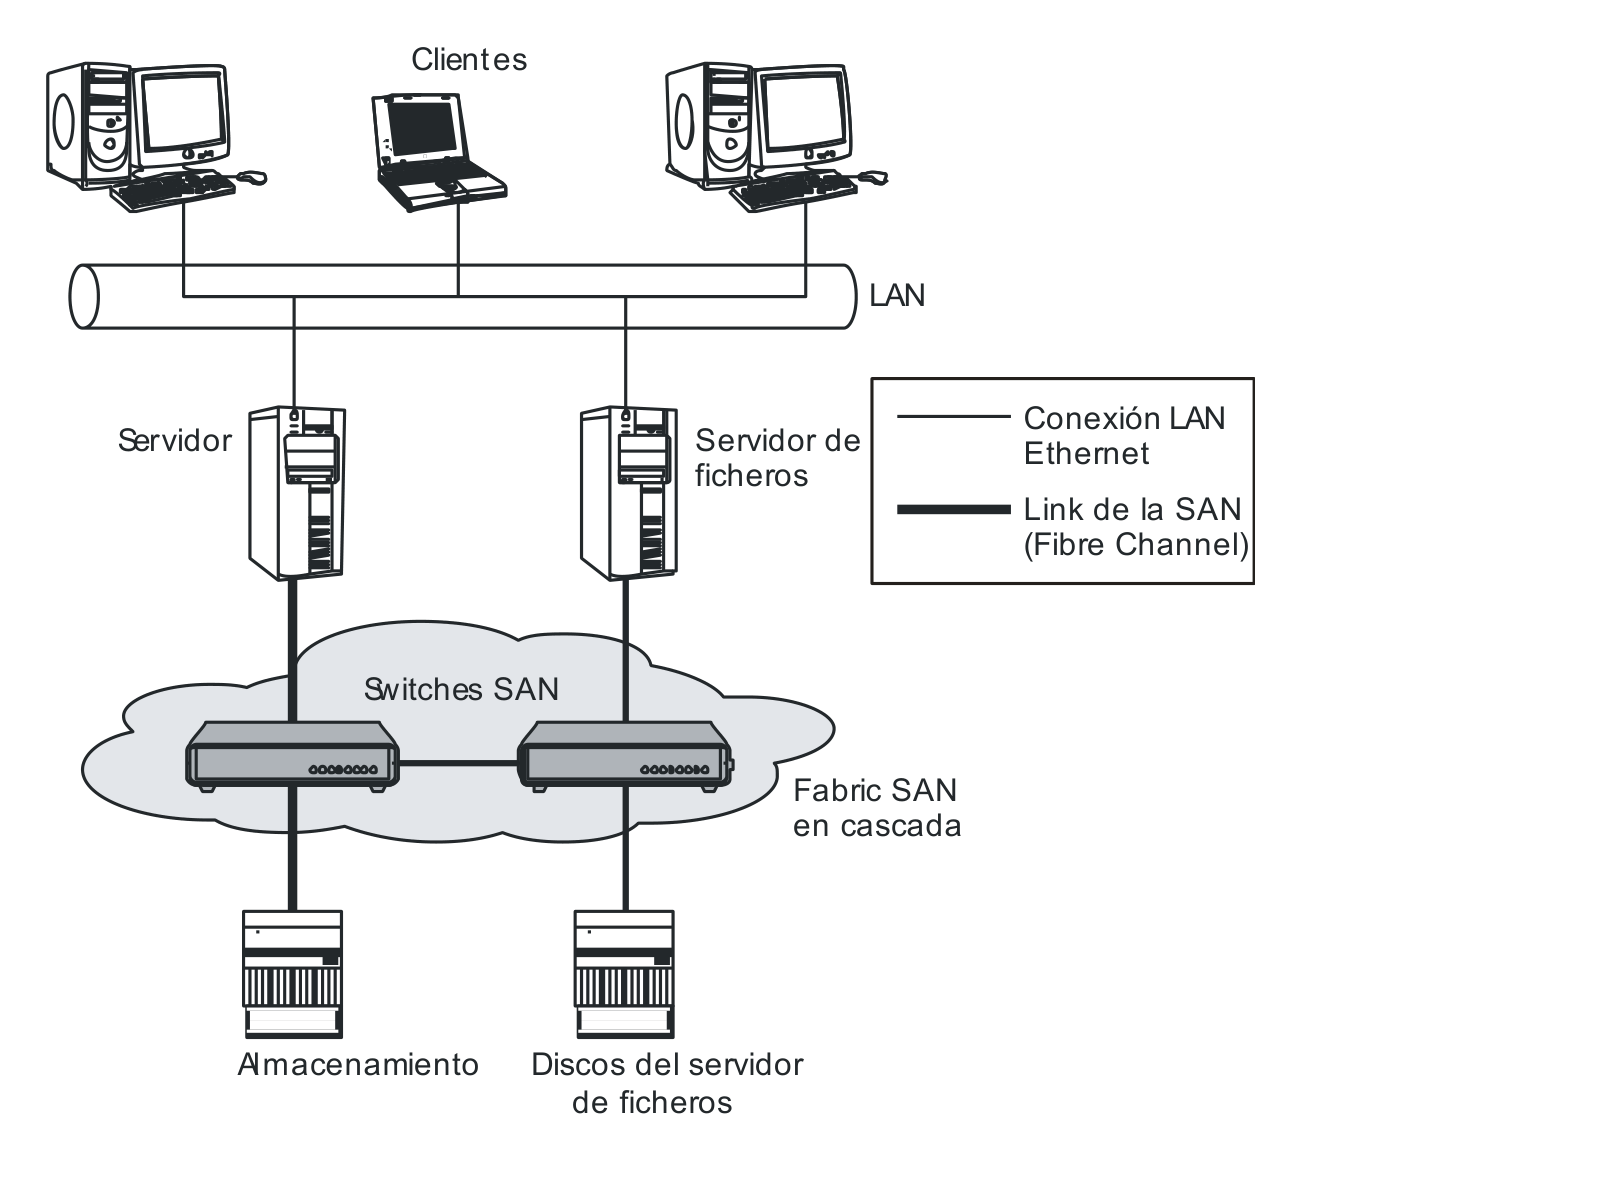 Clientes
LAN
Servidor
Servidor de
ficheros
Conexión LAN
Ethernet
Link de la SAN
(Fibre Channel)
Switches SAN
Fabric SAN
en cascada
Almacenamiento
Discos del servidor
de ficheros